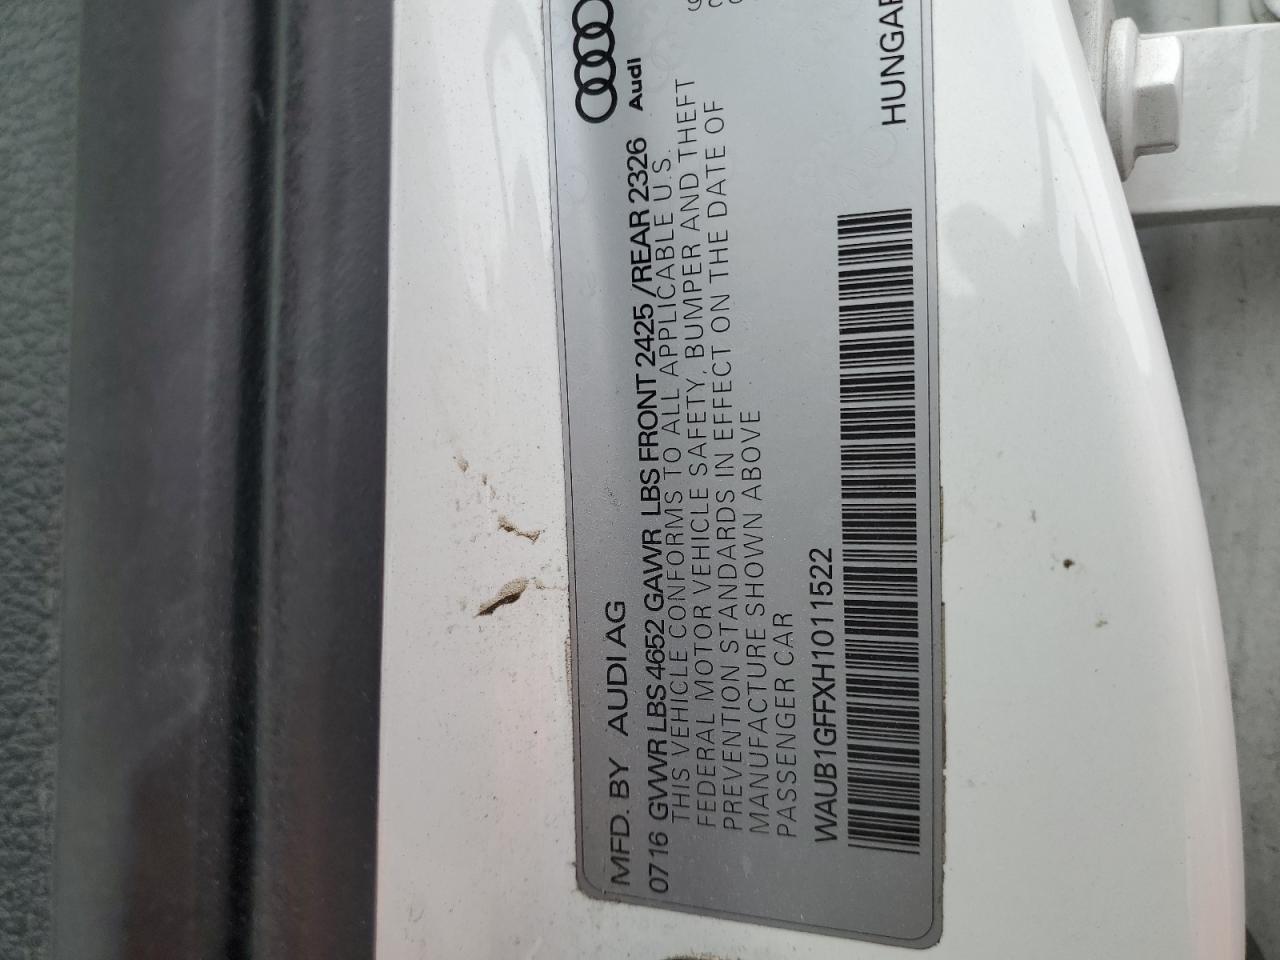 MFD. BY AUDI AG
0716 GVWR LBS 4652 GAWR LBS FRONT 2425 /REAR 2326
THIS VEHICLE CONFORMS TO ALL APPLICABLE U.S.
FEDERAL MOTOR VEHICLE SAFETY, BUMPER AND THEFT
PREVENTION STANDARDS IN EFFECT ON THE DATE OF
MANUFACTURE SHOWN ABOVE
PASSENGER CAR
Audi
WAUB1GFFXH1011522